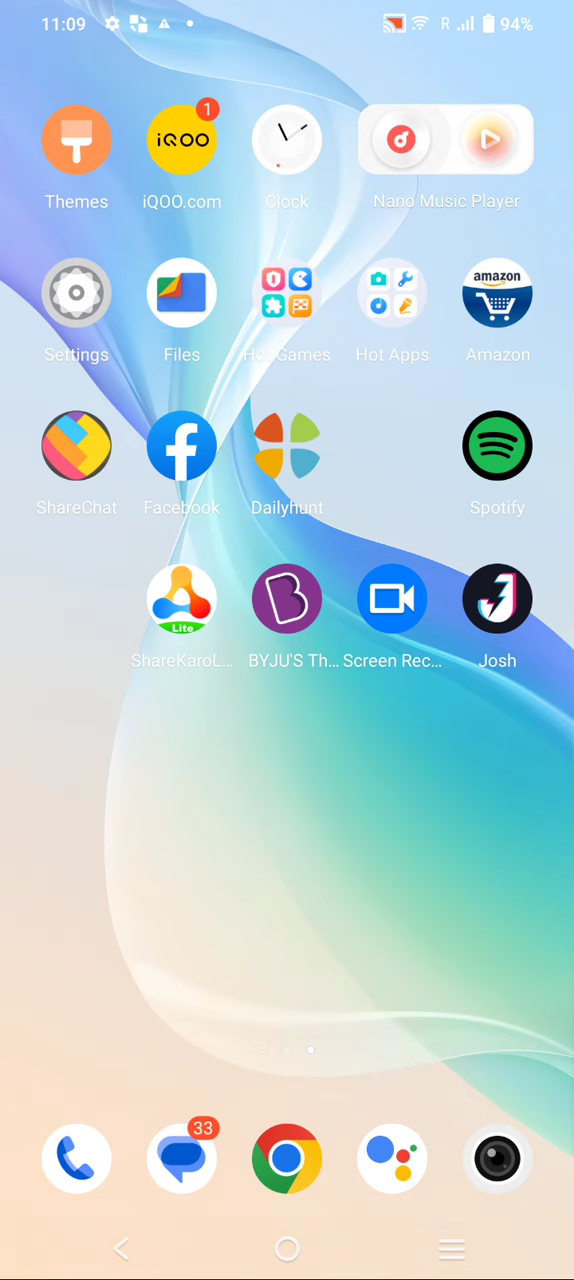 11:09 R 94%
1
iQOO
Themes iQOO.com Clock Nano Music Player
amazon
Settings Files Hot Games Hot Apps Amazon
ShareChat Facebook Dailyhunt Spotify
Lite
ShareKaroL... BYJU'S Th... Screen Rec... Josh
33